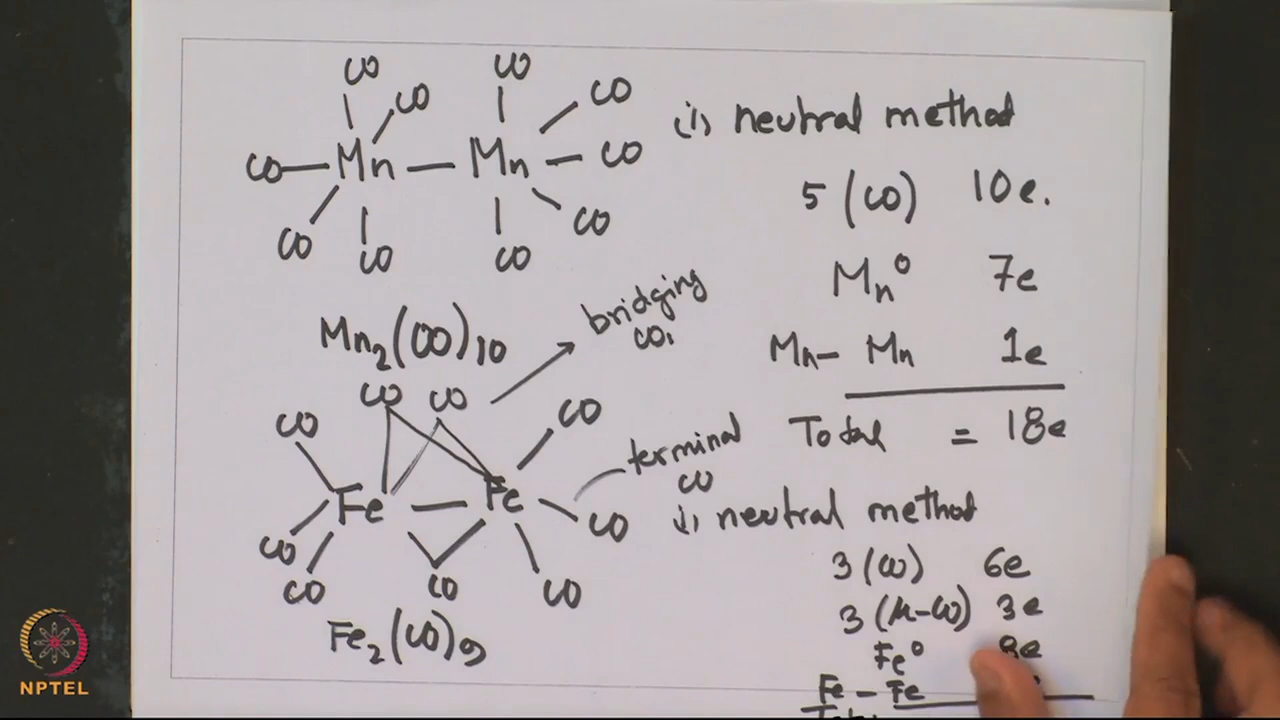 CO CO
CO CO
CO — Mn — Mn — CO
CO CO CO CO
Mn2(CO)10
(i) neutral method
5 (CO) 10e.
Mn⁰ 7e
Mn– Mn 1e
Total = 18e
bridging
CO.
CO CO
CO CO
Fe — Fe
CO CO
CO CO CO
Fe2(CO)9
terminal
CO
(i) neutral method
3 (CO) 6e
3 (μ-CO) 3e
Fe⁰ 8e
Fe – Fe
NPTEL